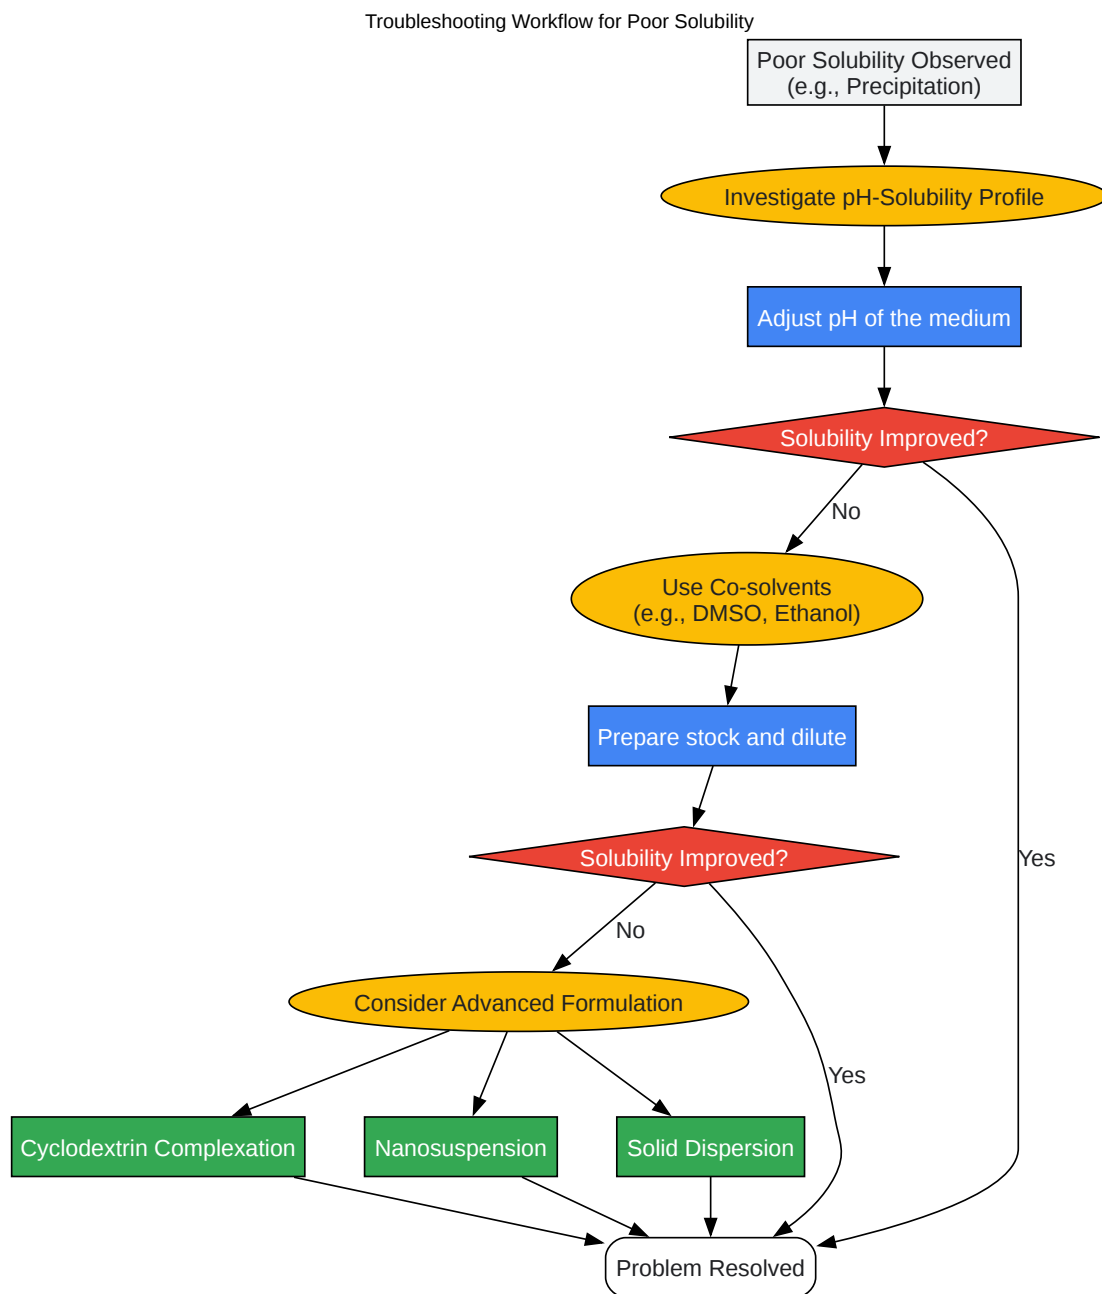 Troubleshooting Workflow for Poor Solubility
Poor Solubility Observed
(e.g., Precipitation)
Investigate pH-Solubility Profile
Adjust pH of the medium
Solubility Improved?
No
Use Co-solvents
(e.g., DMSO, Ethanol)
Prepare stock and dilute
Solubility Improved?
Yes
No
Consider Advanced Formulation
Yes
Cyclodextrin Complexation
Nanosuspension
Solid Dispersion
Problem Resolved